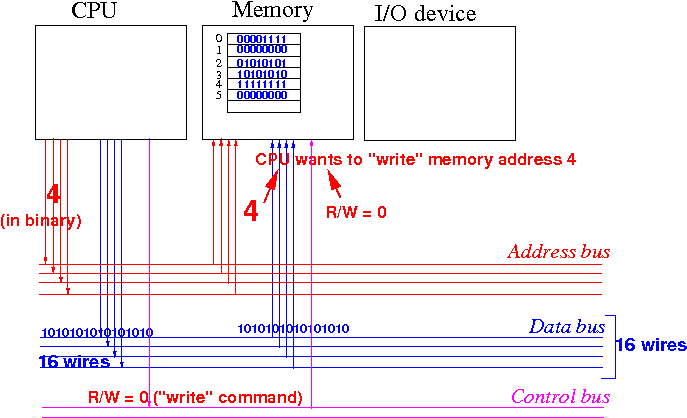 CPU
Memory
I/O device
0 00001111
1 00000000
2 01010101
3 10101010
4 11111111
5 00000000
CPU wants to "write" memory address 4
4
(in binary)
4
R/W = 0
Address bus
1010101010101010
1010101010101010
Data bus
16 wires
16 wires
R/W = 0 ("write" command)
Control bus